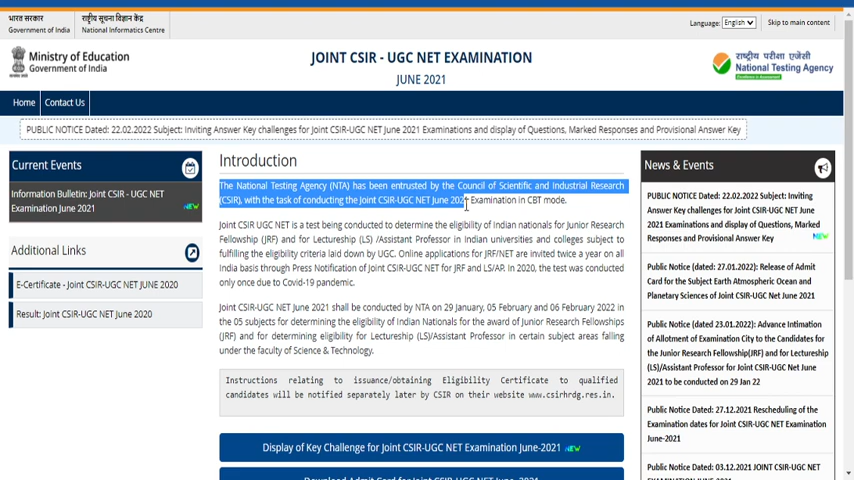 भारत सरकार
Government of India
राष्ट्रीय सूचना विज्ञान केंद्र
National Informatics Centre
Language: English
Skip to main content
Ministry of Education
Government of India
JOINT CSIR - UGC NET EXAMINATION
JUNE 2021
राष्ट्रीय परीक्षा एजेंसी
National Testing Agency
Excellence in Assessment
Home
Contact Us
PUBLIC NOTICE Dated: 22.02.2022 Subject: Inviting Answer Key challenges for Joint CSIR-UGC NET June 2021 Examinations and display of Questions, Marked Responses and Provisional Answer Key
Current Events
Information Bulletin: Joint CSIR - UGC NET
Examination June 2021
NEW
Additional Links
E-Certificate - Joint CSIR-UGC NET JUNE 2020
Result: Joint CSIR-UGC NET June 2020
Introduction
The National Testing Agency (NTA) has been entrusted by the Council of Scientific and Industrial Research
(CSIR), with the task of conducting the Joint CSIR-UGC NET June 202 Examination in CBT mode.
Joint CSIR UGC NET is a test being conducted to determine the eligibility of Indian nationals for Junior Research
Fellowship (JRF) and for Lectureship (LS) /Assistant Professor in Indian universities and colleges subject to
fulfilling the eligibility criteria laid down by UGC. Online applications for JRF/NET are invited twice a year on all
India basis through Press Notification of Joint CSIR-UGC NET for JRF and LS/AP. In 2020, the test was conducted
only once due to Covid-19 pandemic.
Joint CSIR-UGC NET June 2021 shall be conducted by NTA on 29 January, 05 February and 06 February 2022 in
the 05 subjects for determining the eligibility of Indian Nationals for the award of Junior Research Fellowships
(JRF) and for determining eligibility for Lectureship (LS)/Assistant Professor in certain subject areas falling
under the faculty of Science & Technology.
Instructions relating to issuance/obtaining Eligibility Certificate to qualified
candidates will be notified separately later by CSIR on their website www.csirhrdg.res.in.
Display of Key Challenge for Joint CSIR-UGC NET Examination June-2021 NEW
Download Admit Card for Joint CSIR-UGC NET June -2021
News & Events
PUBLIC NOTICE Dated: 22.02.2022 Subject: Inviting
Answer Key challenges for Joint CSIR-UGC NET June
2021 Examinations and display of Questions, Marked
Responses and Provisional Answer Key NEW
Public Notice (Dated: 27.01.2022): Release of Admit
Card for the Subject Earth Atmospheric Ocean and
Planetary Sciences of Joint CSIR-UGC NET June 2021
Public Notice (dated 23.01.2022): Advance Intimation
of Allotment of Examination City to the Candidates for
the Junior Research Fellowship(JRF) and for Lectureship
(LS)/Assistant Professor for Joint CSIR-UGC NET June
2021 to be conducted on 29 Jan 22
Public Notice Dated: 27.12.2021 Rescheduling of the
Examination dates for Joint CSIR-UGC NET Examination
June-2021
Public Notice Dated: 03.12.2021 JOINT CSIR-UGC NET